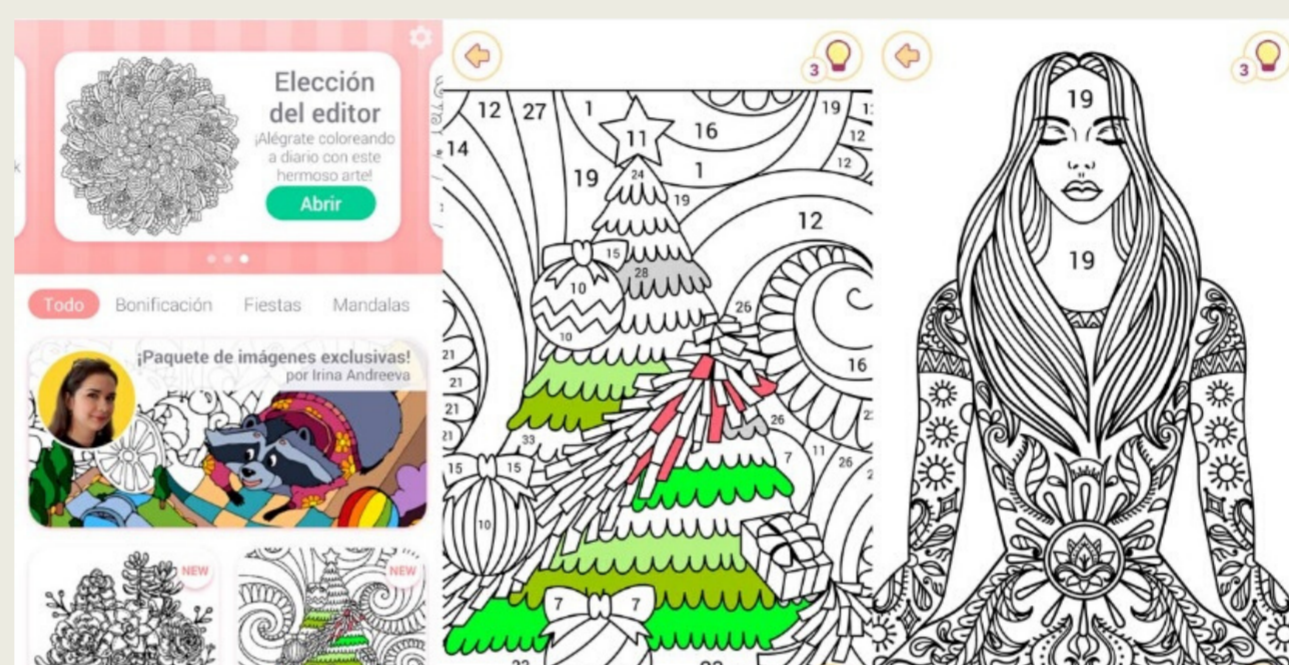 Elección
del editor
¡Alégrate coloreando
a diario con este
hermoso arte!
Abrir
Todo Bonificación Fiestas Mandalas
¡Paquete de imágenes exclusivas!
por Irina Andreeva
NEW
NEW
3
12 27 1 19
11 16 12
14 12
1
19 24
19
12
15
28
10
26
10
16
21
21
21
21
26
33
7 11 26
15 15
10
7 7
3
19
19